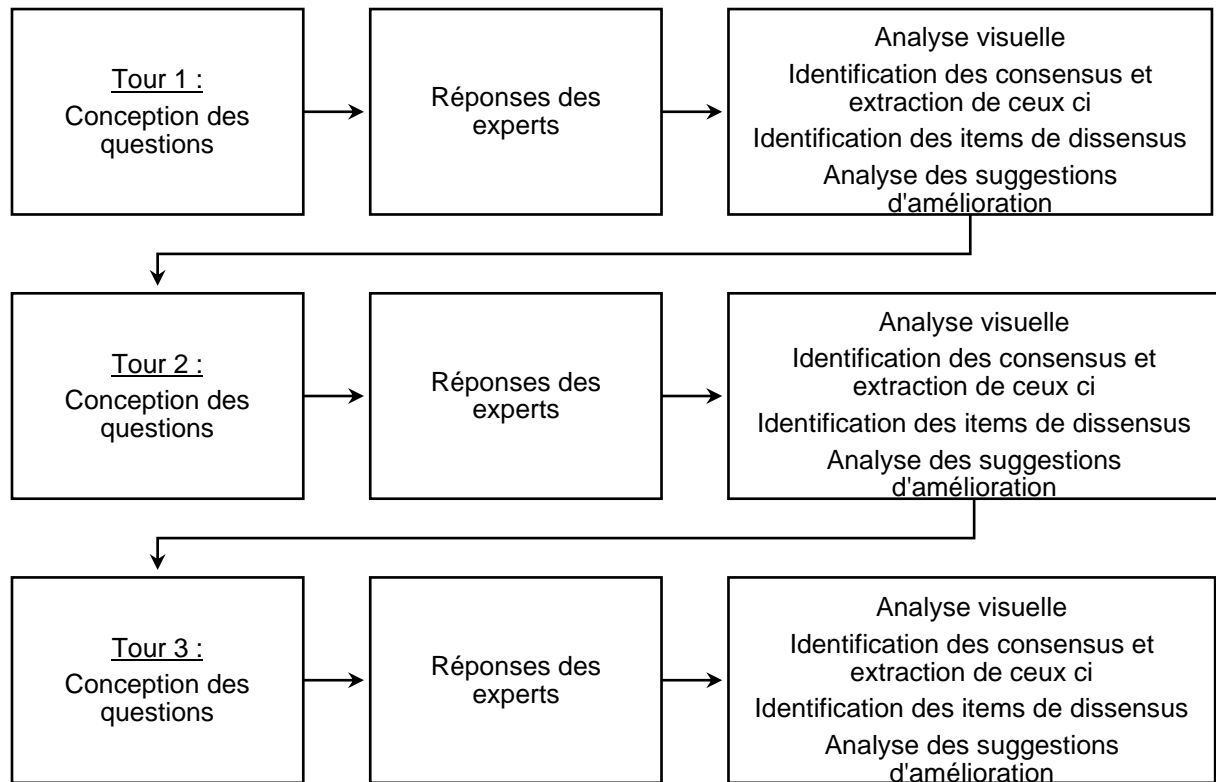 Tour 1 :
Conception des
questions
Réponses des
experts
Analyse visuelle
Identification des consensus et
extraction de ceux ci
Identification des items de dissensus
Analyse des suggestions
d'amélioration
Tour 2 :
Conception des
questions
Réponses des
experts
Analyse visuelle
Identification des consensus et
extraction de ceux ci
Identification des items de dissensus
Analyse des suggestions
d'amélioration
Tour 3 :
Conception des
questions
Réponses des
experts
Analyse visuelle
Identification des consensus et
extraction de ceux ci
Identification des items de dissensus
Analyse des suggestions
d'amélioration